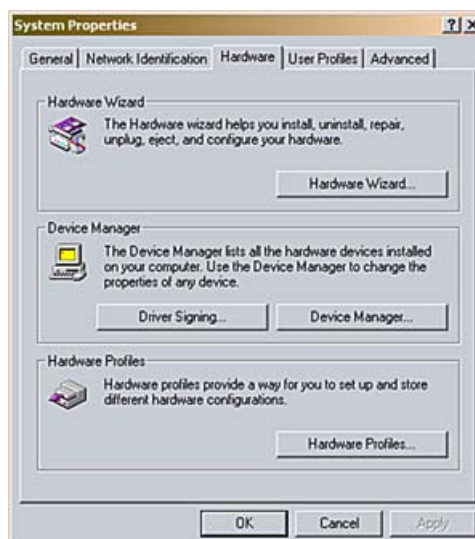 System Properties
General
Network Identification
Hardware
User Profiles
Advanced
Hardware Wizard
The Hardware wizard helps you install, uninstall, repair,
unplug, eject, and configure your hardware.
Hardware Wizard...
Device Manager
The Device Manager lists all the hardware devices installed
on your computer. Use the Device Manager to change the
properties of any device.
Driver Signing...
Device Manager...
Hardware Profiles
Hardware profiles provide a way for you to set up and store
different hardware configurations.
Hardware Profiles...
OK
Cancel
Apply